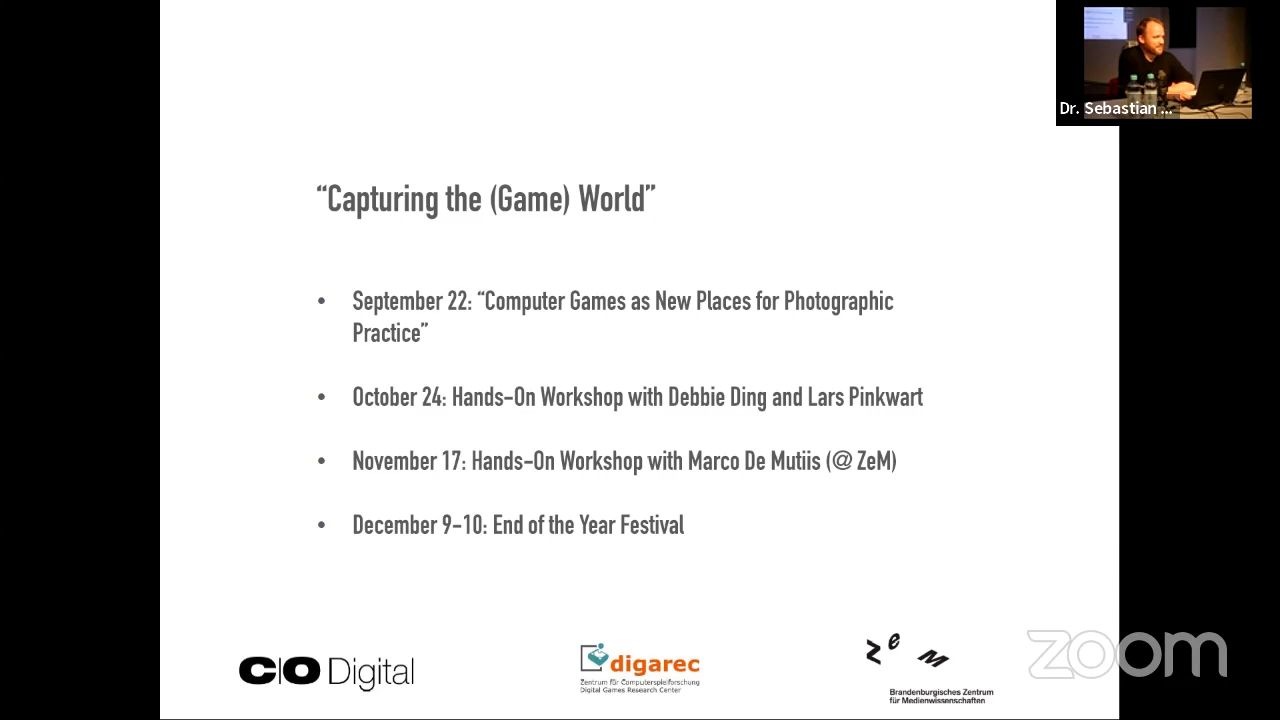 Dr. Sebastian ...
“Capturing the (Game) World”
• September 22: “Computer Games as New Places for Photographic
Practice”
• October 24: Hands-On Workshop with Debbie Ding and Lars Pinkwart
• November 17: Hands-On Workshop with Marco De Mutiis (@ ZeM)
• December 9-10: End of the Year Festival
C|O Digital
digarec
Zentrum für Computerspielforschung
Digital Games Research Center
ZeM
Brandenburgisches Zentrum
für Medienwissenschaften
zoom